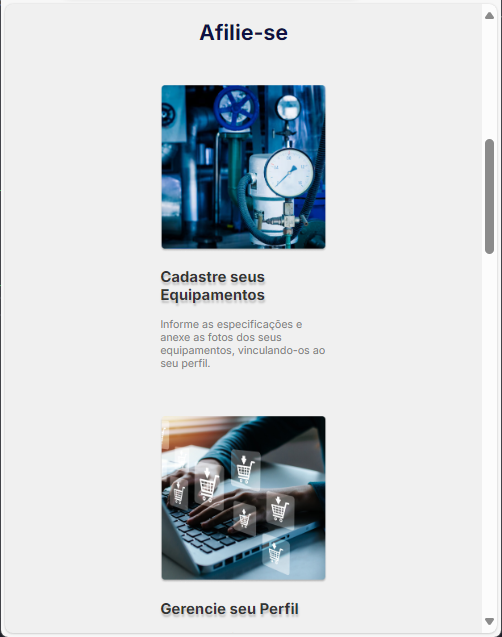 Afilie-se
Cadastre seus
Equipamentos
Informe as especificações e
anexe as fotos dos seus
equipamentos, vinculando-os ao
seu perfil.
Gerencie seu Perfil